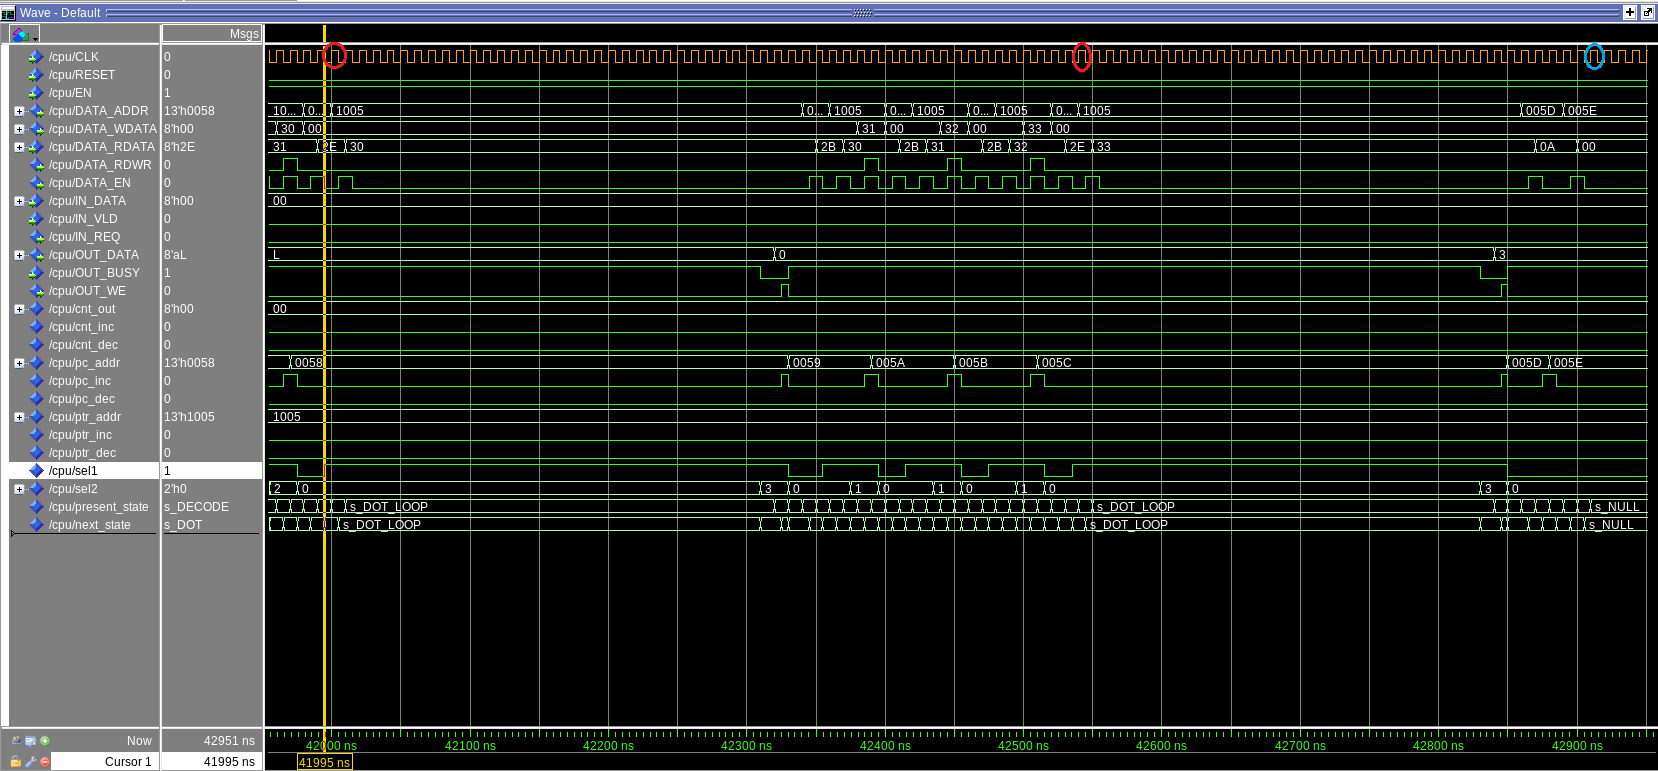 Wave - Default
Msgs
/cpu/CLK 0
/cpu/RESET 0
/cpu/EN 1
/cpu/DATA_ADDR 13'h0058 10... 0... 1005 0... 1005 0... 1005 0... 1005 0... 1005 005D 005E
/cpu/DATA_WDATA 8'h00 30 00 31 00 32 00 33 00
/cpu/DATA_RDATA 8'h2E 31 2E 30 2B 30 2B 31 2B 32 2E 33 0A 00
/cpu/DATA_RDWR 0
/cpu/DATA_EN 0
/cpu/IN_DATA 8'h00 00
/cpu/IN_VLD 0
/cpu/IN_REQ 0
/cpu/OUT_DATA 8'aL L 0 3
/cpu/OUT_BUSY 1
/cpu/OUT_WE 0
/cpu/cnt_out 8'h00 00
/cpu/cnt_inc 0
/cpu/cnt_dec 0
/cpu/pc_addr 13'h0058 0058 0059 005A 005B 005C 005D 005E
/cpu/pc_inc 0
/cpu/pc_dec 0
/cpu/ptr_addr 13'h1005 1005
/cpu/ptr_inc 0
/cpu/ptr_dec 0
/cpu/sel1 1
/cpu/sel2 2'h0 2 0 3 0 1 0 1 0 1 0 3 0
/cpu/present_state s_DECODE s_DOT_LOOP s_DOT_LOOP s_NULL
/cpu/next_state s_DOT s_DOT_LOOP s_DOT_LOOP s_NULL
Now 42951 ns 42000 ns 42100 ns 42200 ns 42300 ns 42400 ns 42500 ns 42600 ns 42700 ns 42800 ns 42900 ns
Cursor 1 41995 ns 41995 ns